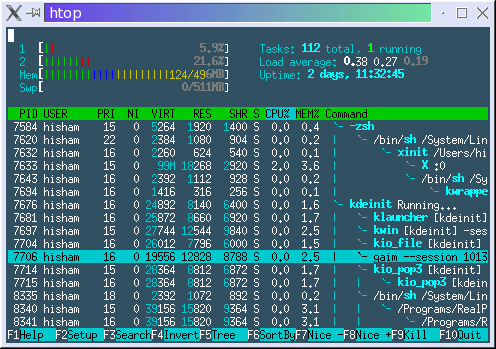 htop
1 [|| 5.9%] Tasks: 112 total, 1 running
2 [||||||| 21.6%] Load average: 0.38 0.27 0.19
Mem[||||||||||||||||||||||||||124/496MB] Uptime: 2 days, 11:32:45
Swp[ 0/511MB]
PID USER PRI NI VIRT RES SHR S CPU% MEM% Command
7584 hisham 15 0 5264 1920 1400 S 0.0 0.4 `- -zsh
7620 hisham 22 0 2384 1080 904 S 0.0 0.2 | `- /bin/sh /System/Lin
7632 hisham 16 0 2260 624 540 S 0.0 0.1 | `- xinit /Users/hi
7633 hisham 15 0 99M 18268 2920 S 2.0 3.6 | `- X :0
7642 hisham 24 0 2392 1112 928 S 0.0 0.2 | `- /bin/sh /Sy
7694 hisham 16 0 1416 316 256 S 0.0 0.1 | `- kwrappe
7676 hisham 16 0 24892 8140 6400 S 0.0 1.6 `- kdeinit Running...
7681 hisham 16 0 25872 8660 6920 S 0.0 1.7 | `- klauncher [kdeinit]
7697 hisham 15 0 27744 12544 9840 S 0.0 2.5 | `- kwin [kdeinit] -ses
7704 hisham 16 0 26012 7796 6000 S 0.0 1.5 | `- kio_file [kdeinit]
7706 hisham 16 0 19556 12828 8788 S 0.0 2.5 | `- gaim --session 1013
7714 hisham 15 0 28364 8812 6872 S 0.0 1.7 | `- kio_pop3 [kdeinit]
7715 hisham 15 0 28364 8812 6872 S 0.0 1.7 | | `- kio_pop3 [kdein
8335 hisham 18 0 2392 1072 892 S 0.0 0.2 | `- /bin/sh /System/Lin
8340 hisham 15 0 39156 15820 9364 S 0.0 3.1 | `- /Programs/RealP
8341 hisham 16 0 39156 15820 9364 S 0.0 3.1 | `- /Programs/R
F1Help F2Setup F3SearchF4InvertF5Tree F6SortByF7Nice -F8Nice +F9Kill F10Quit